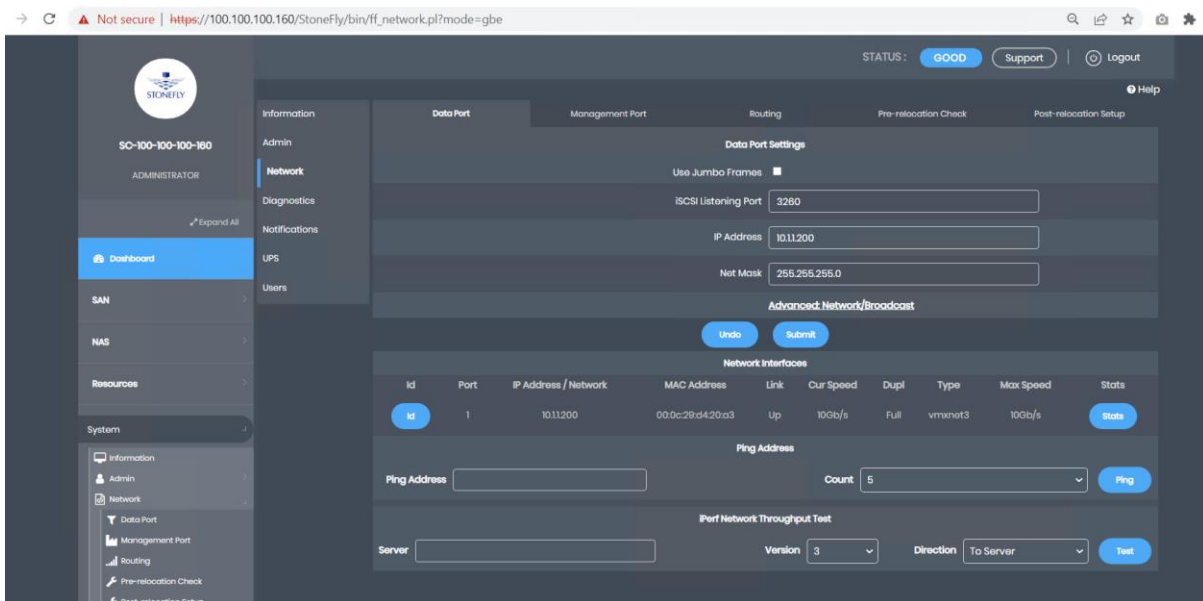 Not secure | https://100.100.100.160/StoneFly/bin/ff_network.pl?mode=gbe
STATUS: GOOD Support | Logout
Help
STONEFLY
SC-100-100-100-160
ADMINISTRATOR
Expand All
Dashboard
SAN
NAS
Resources
System
Information
Admin
Network
Data Port
Management Port
Routing
Pre-relocation Check
Post-relocation Setup
Information
Admin
Network
Diagnostics
Notifications
UPS
Users
Data Port Management Port Routing Pre-relocation Check Post-relocation Setup
Data Port Settings
Use Jumbo Frames
iSCSI Listening Port 3260
IP Address 10.1.1.200
Net Mask 255.255.255.0
Advanced: Network/Broadcast
Undo Submit
Network Interfaces
Id Port IP Address / Network MAC Address Link Cur Speed Dupl Type Max Speed Stats
Id 1 10.1.1.200 00:0c:29:d4:20:a3 Up 10Gb/s Full vmxnet3 10Gb/s Stats
Ping Address
Ping Address Count 5 Ping
iPerf Network Throughput Test
Server Version 3 Direction To Server Test